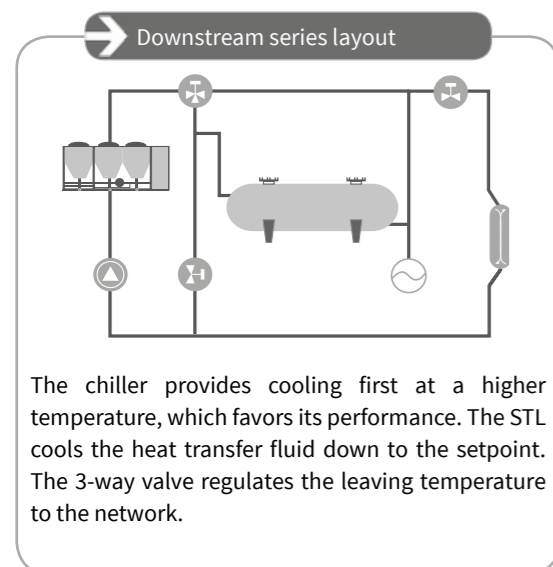 Downstream series layout
The chiller provides cooling first at a higher
temperature, which favors its performance. The STL
cools the heat transfer fluid down to the setpoint.
The 3-way valve regulates the leaving temperature
to the network.